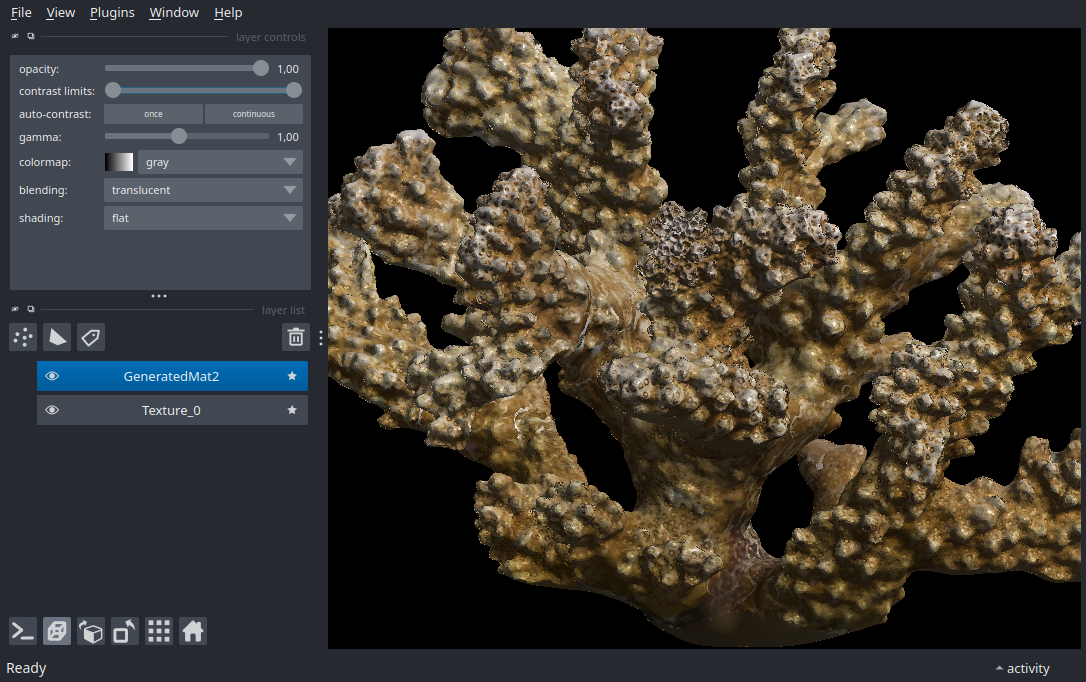 File View Plugins Window Help
layer controls
opacity: 1,00
contrast limits:
auto-contrast: once continuous
gamma: 1,00
colormap: gray
blending: translucent
shading: flat
layer list
GeneratedMat2
Texture_0
Ready
activity